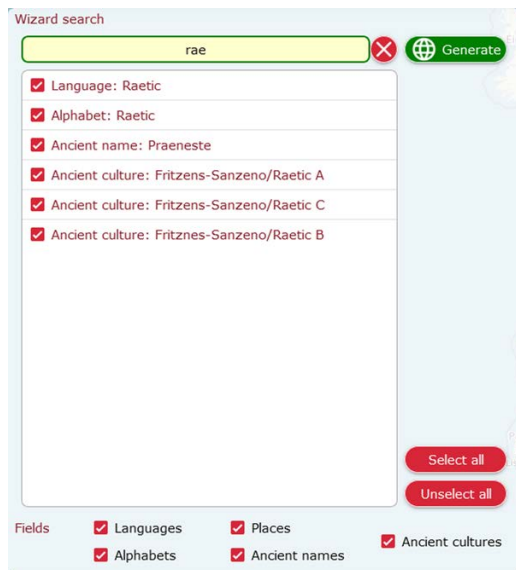 Wizard search
rae
Generate
Language: Raetic
Alphabet: Raetic
Ancient name: Praeneste
Ancient culture: Fritzens-Sanzeno/Raetic A
Ancient culture: Fritzens-Sanzeno/Raetic C
Ancient culture: Fritznes-Sanzeno/Raetic B
Select all
Unselect all
Fields
Languages
Places
Ancient cultures
Alphabets
Ancient names